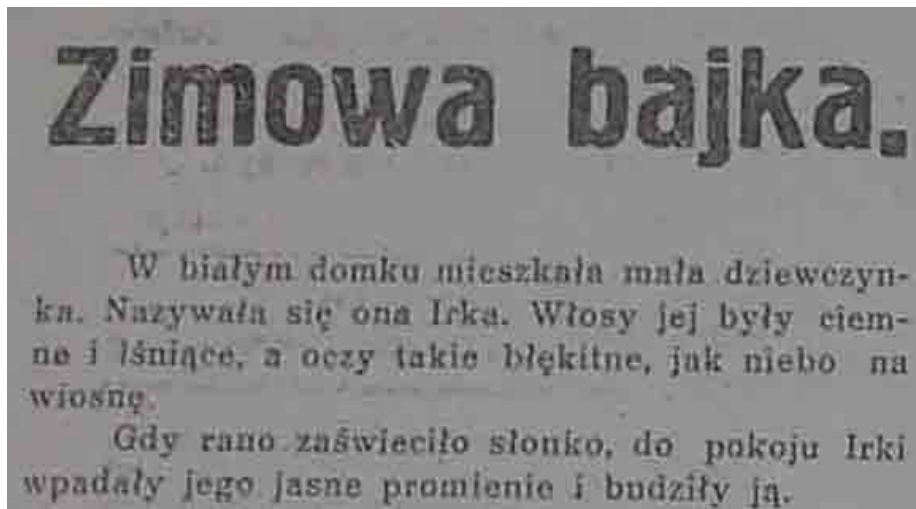 Zimowa bajka.
W białym domku mieszkała mała dziewczyn-
ka. Nazywała się ona Irka. Włosy jej były ciem-
ne i lśniące, a oczy takie błękitne, jak niebo na
wiosnę.
Gdy rano zaświeciło słonko, do pokoju Irki
wpadały jego jasne promienie i budziły ją.